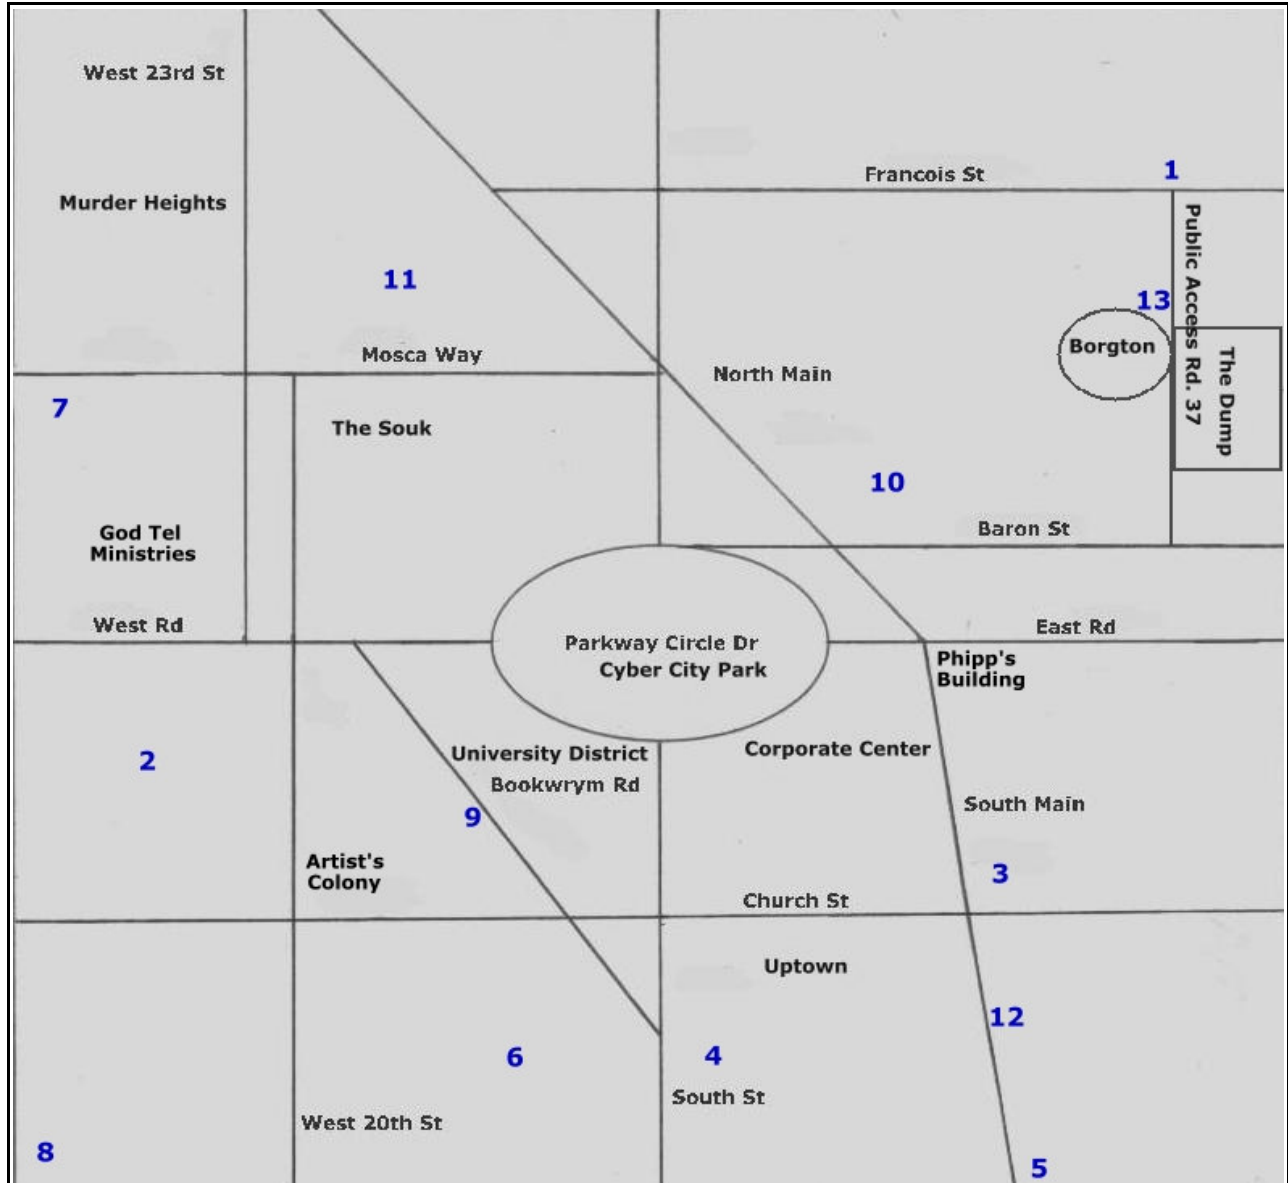 West 23rd St
1
Francois St
Murder Heights
Public Access Rd. 37
11
13
Borgton
The Dump
Mosca Way
North Main
7
The Souk
10
God Tel
Ministries
Baron St
West Rd
East Rd
Parkway Circle Dr
Cyber City Park
Phipp's
Building
2
University District
Corporate Center
Bookwrym Rd
South Main
9
Artist's
Colony
3
Church St
Uptown
12
6
4
South St
West 20th St
8
5